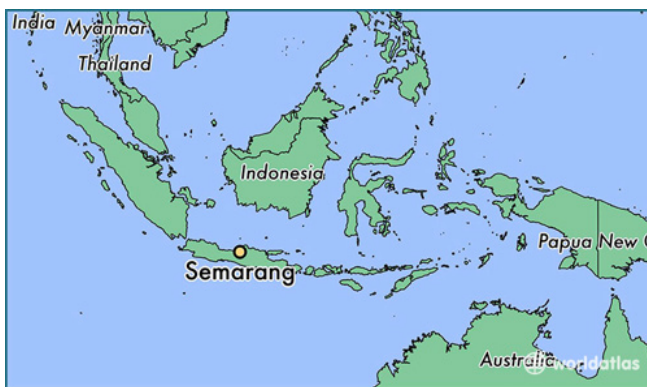 India
Myanmar
Thailand
Indonesia
Papua New G
Semarang
Australia
worldatlas